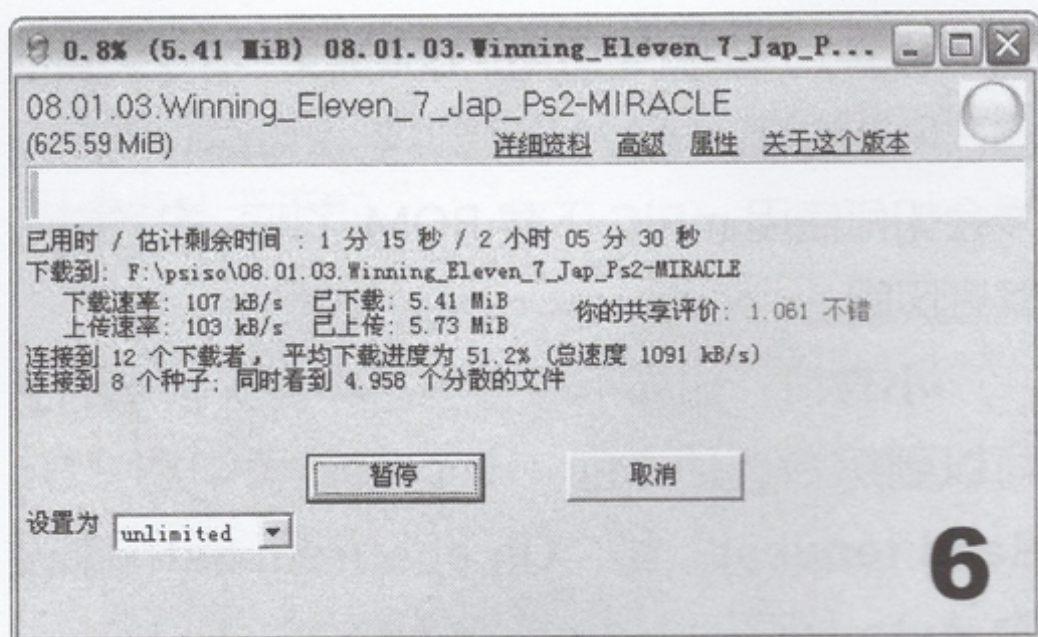 0.8% (5.41 MiB) 08.01.03.Winning_Eleven_7_Jap_P...
08.01.03.Winning_Eleven_7_Jap_Ps2-MIRACLE
(625.59 MiB) 详细资料 高级 属性 关于这个版本
已用时 / 估计剩余时间 : 1 分 15 秒 / 2 小时 05 分 30 秒
下载到: F:\psiso\08.01.03.Winning_Eleven_7_Jap_Ps2-MIRACLE
下载速率: 107 kB/s 已下载: 5.41 MiB
上传速率: 103 kB/s 已上传: 5.73 MiB
你的共享评价: 1.061 不错
连接到 12 个下载者, 平均下载进度为 51.2% (总速度 1091 kB/s)
连接到 8 个种子; 同时看到 4.958 个分散的文件
暂停 取消
设置为 unlimited
6